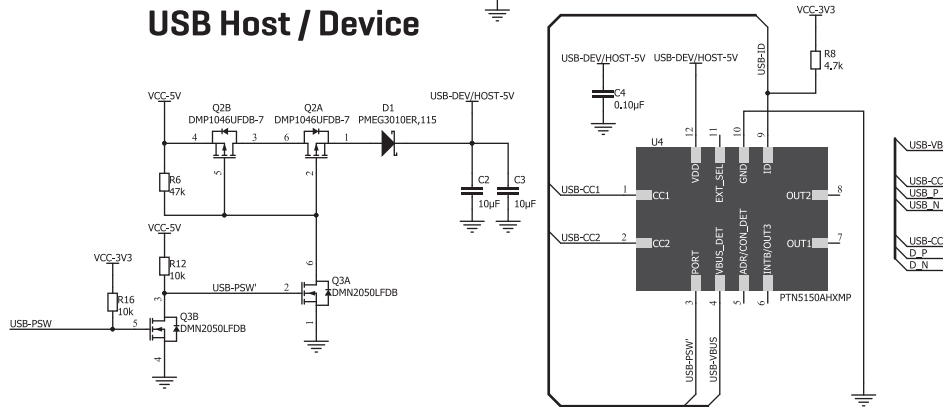 USB Host / Device
VCC-5V
Q2B
DMP1046UFDB-7
Q2A
DMP1046UFDB-7
D1
PMEG3010ER,115
USB-DEV/HOST-5V
4
3
5
6
1
2
R6
47k
C2
10µF
C3
10µF
VCC-5V
R12
10k
VCC-3V3
R16
10k
USB-PSW
USB-PSW'
3
5
4
Q3B
DMN2050LFDB
6
2
1
Q3A
DMN2050LFDB
USB-DEV/HOST-5V
C4
0.10µF
USB-DEV/HOST-5V
USB-ID
VCC-3V3
R8
4.7k
U4
12
11
10
9
VDD
EXT_SEL
GND
ID
USB-CC1
1
CC1
USB-CC2
2
CC2
OUT2
8
OUT1
7
PORT
VBUS_DET
ADR/CON_DET
INTB/OUT3
3
4
5
6
PTN5150AHXMP
USB-PSW'
USB-VBUS
USB-VB
USB-CC
USB_P
USB_N
USB-CC
D_P
D_N